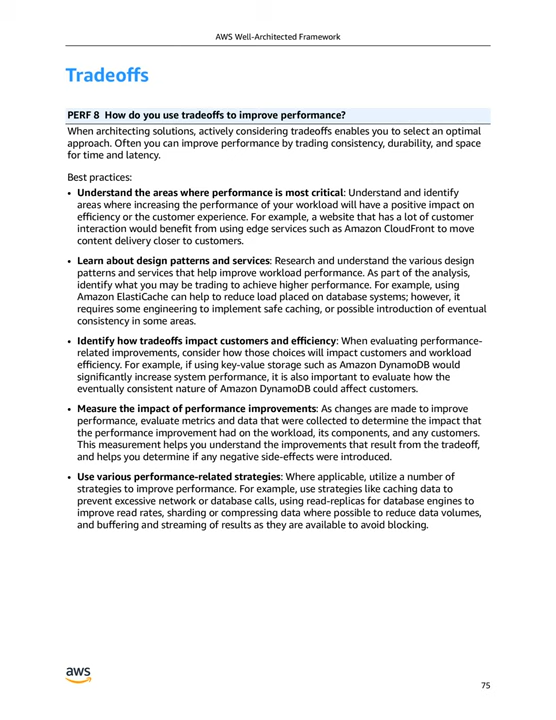 AWS Well-Architected Framework
Tradeoffs
PERF 8 How do you use tradeoffs to improve performance?
When architecting solutions, actively considering tradeoffs enables you to select an optimal
approach. Often you can improve performance by trading consistency, durability, and space
for time and latency.
Best practices:
• Understand the areas where performance is most critical: Understand and identify
areas where increasing the performance of your workload will have a positive impact on
efficiency or the customer experience. For example, a website that has a lot of customer
interaction would benefit from using edge services such as Amazon CloudFront to move
content delivery closer to customers.
• Learn about design patterns and services: Research and understand the various design
patterns and services that help improve workload performance. As part of the analysis,
identify what you may be trading to achieve higher performance. For example, using
Amazon ElastiCache can help to reduce load placed on database systems; however, it
requires some engineering to implement safe caching, or possible introduction of eventual
consistency in some areas.
• Identify how tradeoffs impact customers and efficiency: When evaluating performance-
related improvements, consider how those choices will impact customers and workload
efficiency. For example, if using key-value storage such as Amazon DynamoDB would
significantly increase system performance, it is also important to evaluate how the
eventually consistent nature of Amazon DynamoDB could affect customers.
• Measure the impact of performance improvements: As changes are made to improve
performance, evaluate metrics and data that were collected to determine the impact that
the performance improvement had on the workload, its components, and any customers.
This measurement helps you understand the improvements that result from the tradeoff,
and helps you determine if any negative side-effects were introduced.
• Use various performance-related strategies: Where applicable, utilize a number of
strategies to improve performance. For example, use strategies like caching data to
prevent excessive network or database calls, using read-replicas for database engines to
improve read rates, sharding or compressing data where possible to reduce data volumes,
and buffering and streaming of results as they are available to avoid blocking.
aws
75